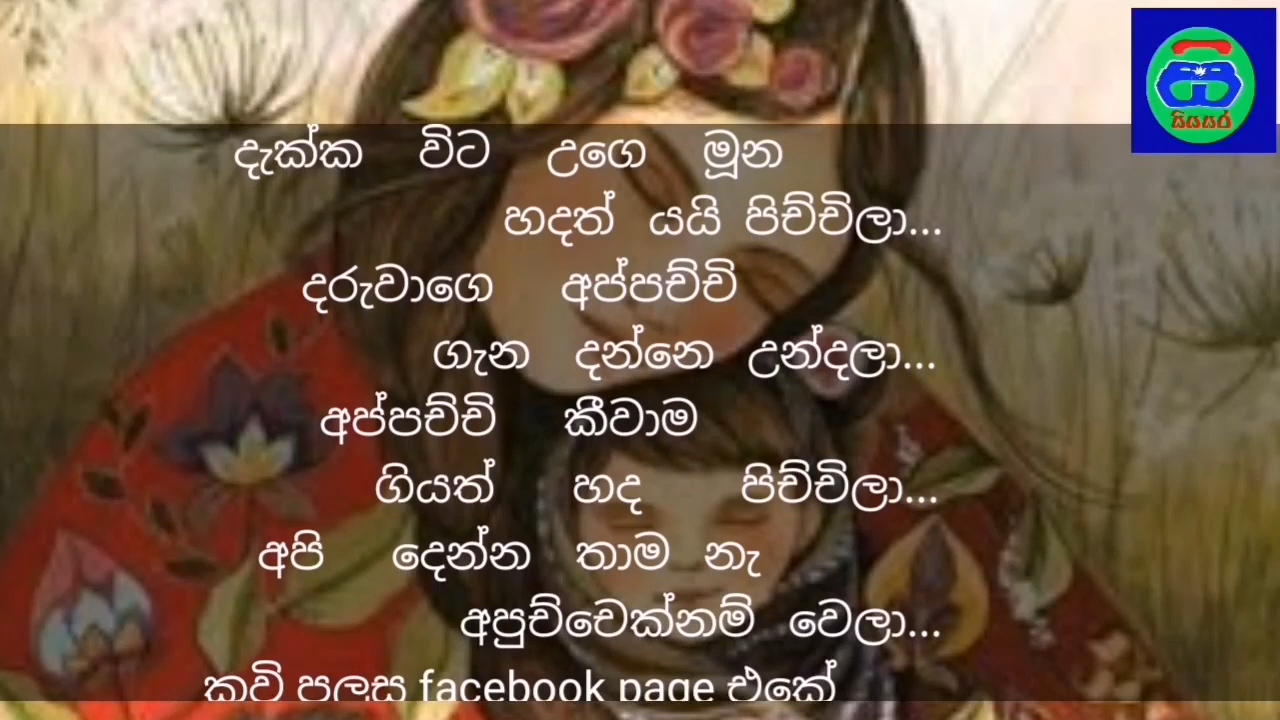 සියසර
දැක්ක විට උගෙ මූන
හදත් යයි පිච්චිලා...
දරුවාගෙ අප්පච්චි
ගැන දන්නෙ උන්දලා...
අප්පච්චි කීවාම
ගියත් හද පිච්චිලා...
අපි දෙන්න තාම නැ
අපුච්චෙක්නම් වෙලා...
කවි පලස facebook page එකේ